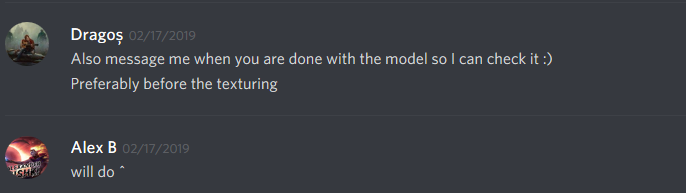 Dragoș 02/17/2019
Also message me when you are done with the model so I can check it :)
Preferably before the texturing
Alex B 02/17/2019
will do ^